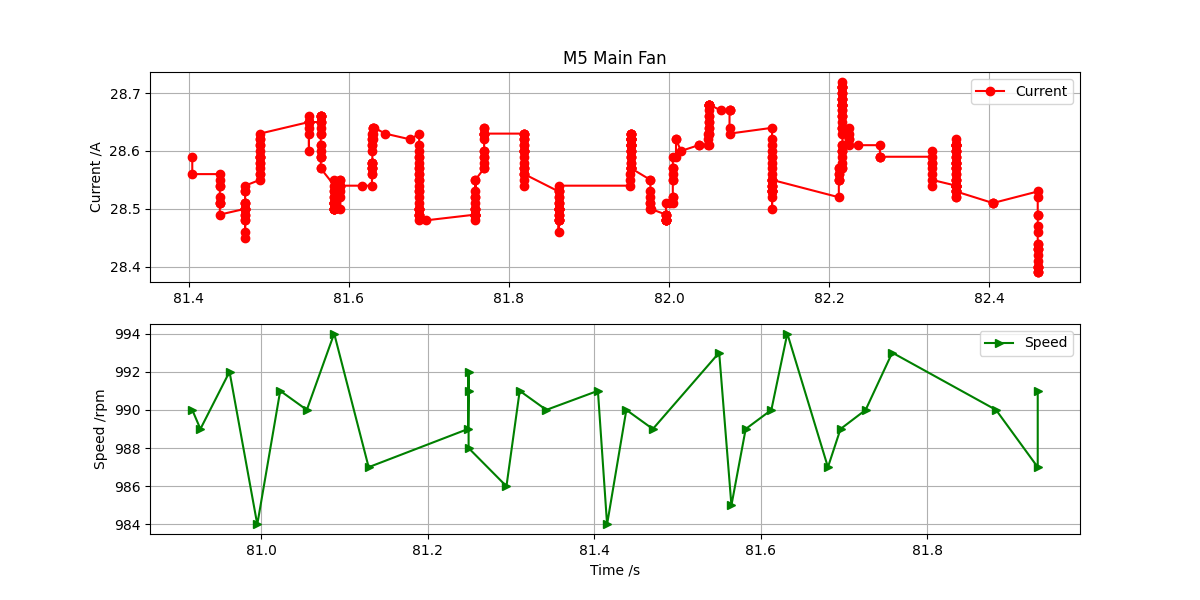 M5 Main Fan
Current /A
28.7
28.6
28.5
28.4
Current
81.4 81.6 81.8 82.0 82.2 82.4
Speed /rpm
994
992
990
988
986
984
Speed
81.0 81.2 81.4 81.6 81.8
Time /s